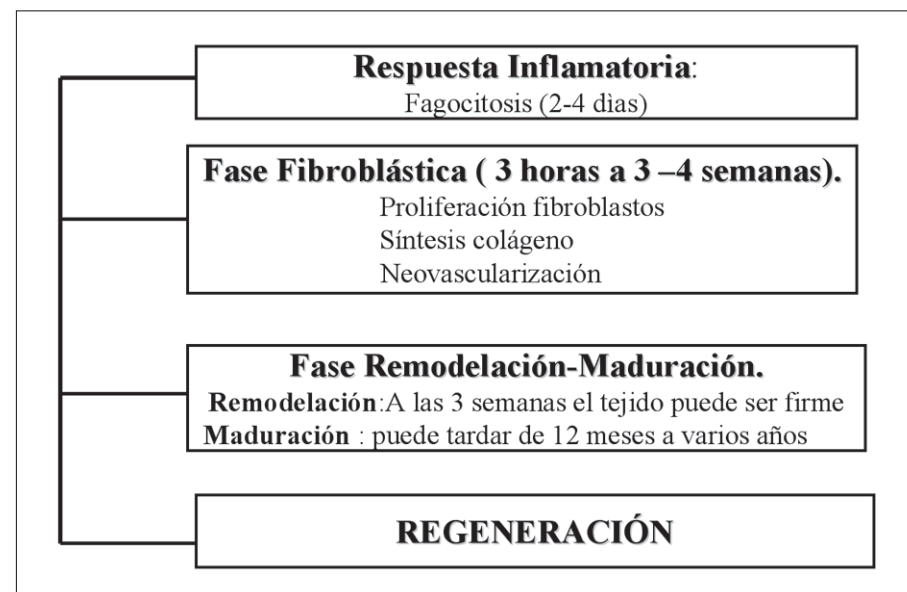 Respuesta Inflamatoria:
Fagocitosis (2-4 dìas)
Fase Fibroblástica ( 3 horas a 3 –4 semanas).
Proliferación fibroblastos
Síntesis colágeno
Neovascularización
Fase Remodelación-Maduración.
Remodelación:A las 3 semanas el tejido puede ser firme
Maduración : puede tardar de 12 meses a varios años
REGENERACIÓN